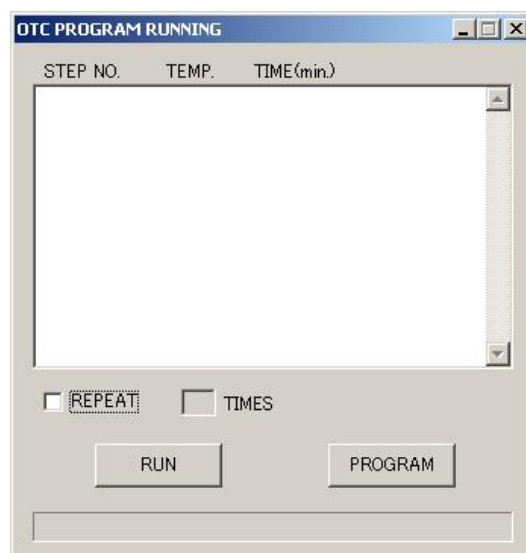 OTC PROGRAM RUNNING
STEP NO. TEMP. TIME(min.)
REPEAT TIMES
RUN PROGRAM